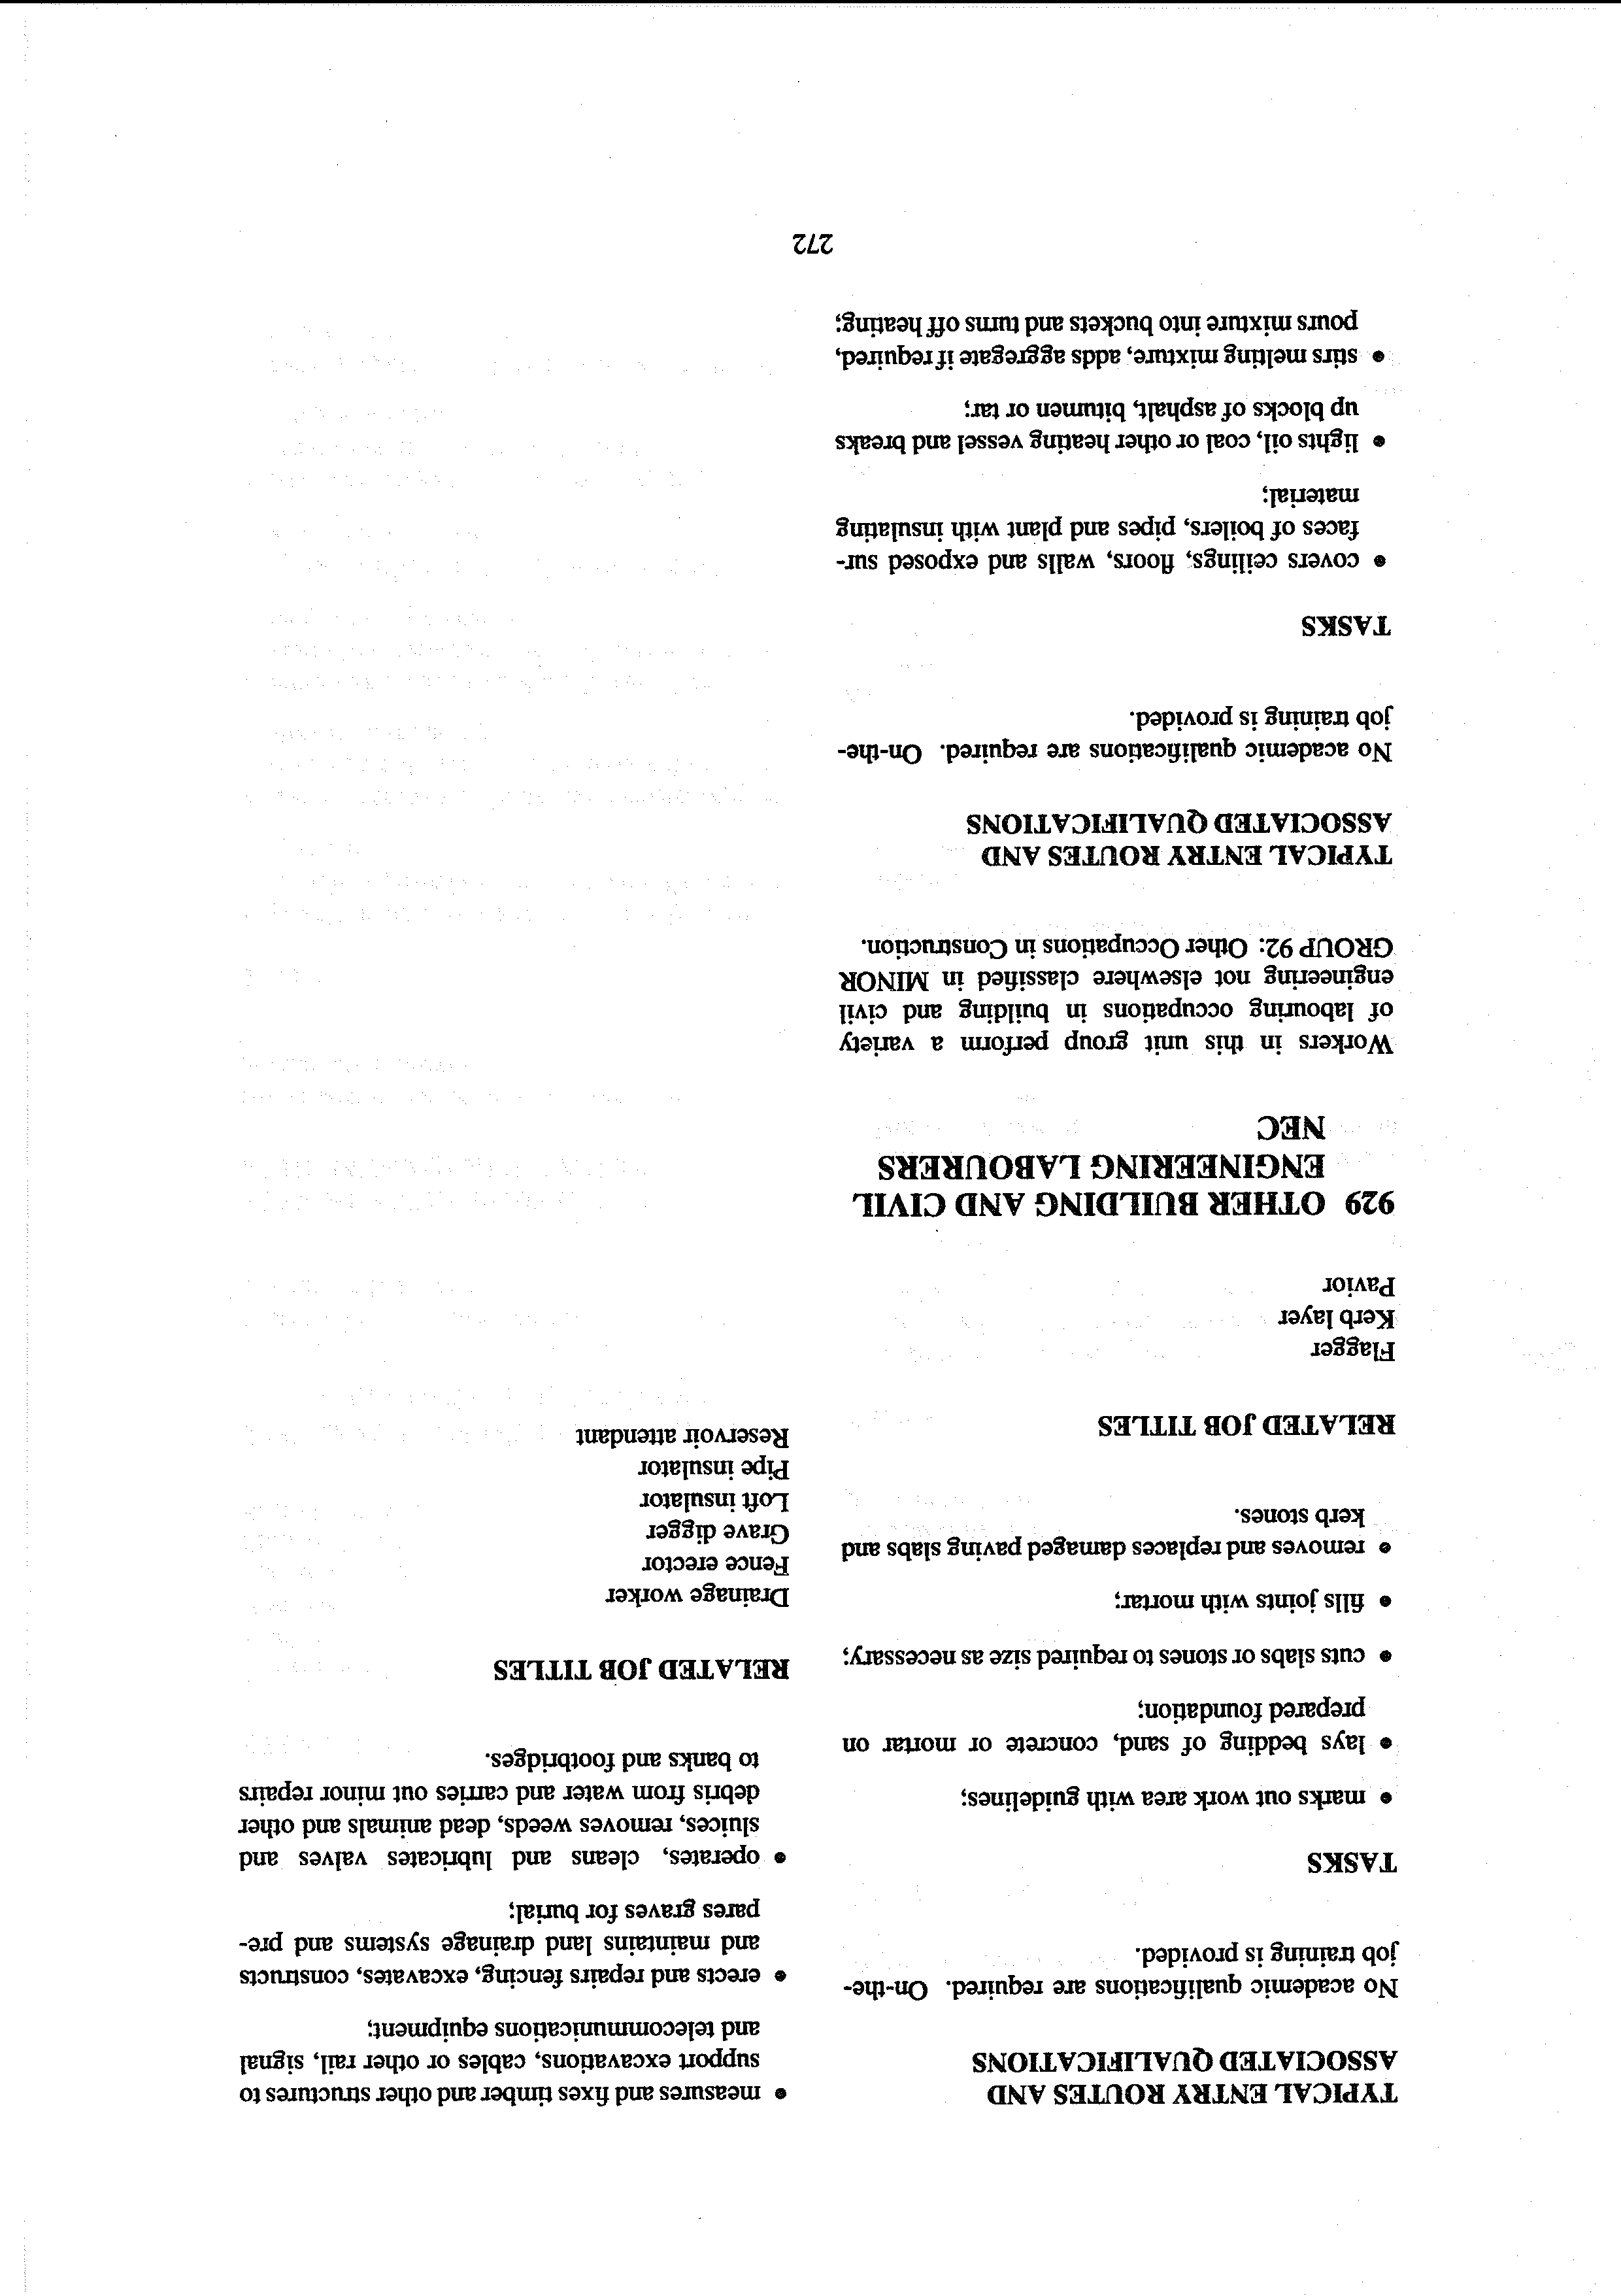 TYPICAL ENTRY ROUTES AND
ASSOCIATED QUALIFICATIONS
No academic qualifications are required. On-the-
job training is provided.
TASKS
• marks out work area with guidelines;
• lays bedding of sand, concrete or mortar on
prepared foundation;
• cuts slabs or stones to required size as necessary;
• fills joints with mortar;
• removes and replaces damaged paving slabs and
kerb stones.
RELATED JOB TITLES
Flagger
Kerb layer
Pavior
929 OTHER BUILDING AND CIVIL
ENGINEERING LABOURERS
NEC
Workers in this unit group perform a variety
of labouring occupations in building and civil
engineering not elsewhere classified in MINOR
GROUP 92: Other Occupations in Construction.
TYPICAL ENTRY ROUTES AND
ASSOCIATED QUALIFICATIONS
No academic qualifications are required. On-the-
job training is provided.
TASKS
• covers ceilings, floors, walls and exposed sur-
faces of boilers, pipes and plant with insulating
material;
• lights oil, coal or other heating vessel and breaks
up blocks of asphalt, bitumen or tar;
• stirs melting mixture, adds aggregate if required,
pours mixture into buckets and turns off heating;
• measures and fixes timber and other structures to
support excavations, cables or other rail, signal
and telecommunications equipment;
• erects and repairs fencing, excavates, constructs
and maintains land drainage systems and pre-
pares graves for burial;
• operates, cleans and lubricates valves and
sluices, removes weeds, dead animals and other
debris from water and carries out minor repairs
to banks and footbridges.
RELATED JOB TITLES
Drainage worker
Fence erector
Grave digger
Loft insulator
Pipe insulator
Reservoir attendant
272